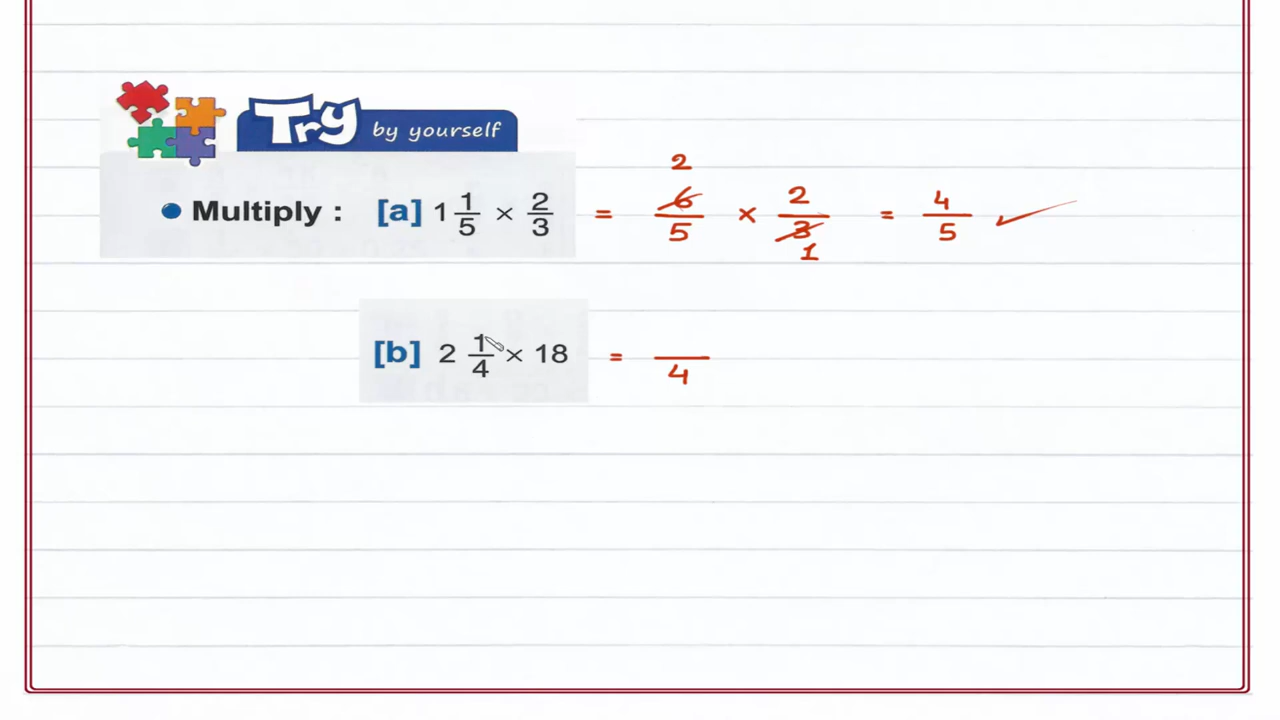 Try by yourself
2
Multiply : [a] 1 1/5 × 2/3 = 6/5 × 2/3 = 4/5 ✓
1
[b] 2 1/4 × 18 = /4